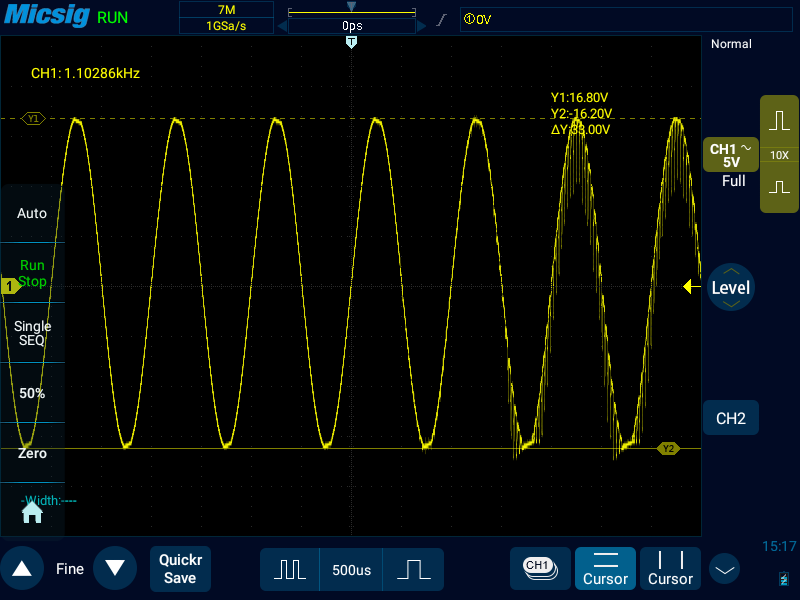 Micsig RUN
7M
1GSa/s
0ps
T
①0V
Normal
CH1: 1.10286kHz
Y1:16.80V
Y2:-16.20V
ΔY:33.00V
Y1
CH1
5V
10X
Full
Auto
Run
Stop
1
Level
Single
SEQ
50%
CH2
Zero
Y2
-Width:----
Fine
Quickr
Save
500us
CH1
Cursor
Cursor
15:17